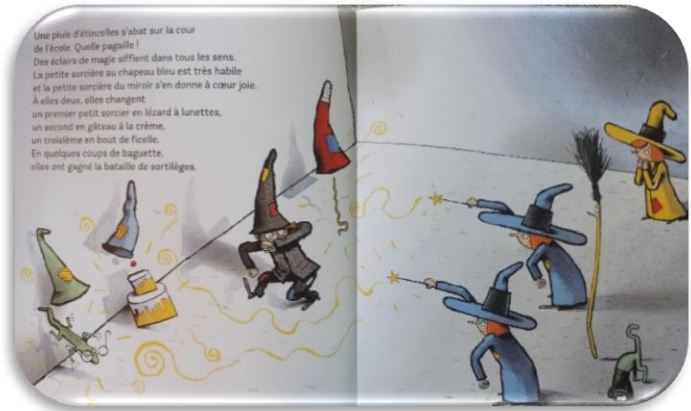 Une pluie d'étincelles s'abat sur la cour
de l'école. Quelle pagaille !
Des éclairs de magie sifflent dans tous les sens.
La petite sorcière au chapeau bleu est très habile
et la petite sorcière du miroir s'en donne à cœur joie.
À elles deux, elles changent
un premier petit sorcier en lézard à lunettes,
un second en gâteau à la crème,
un troisième en bout de ficelle.
En quelques coups de baguette,
elles ont gagné la bataille de sortilèges.